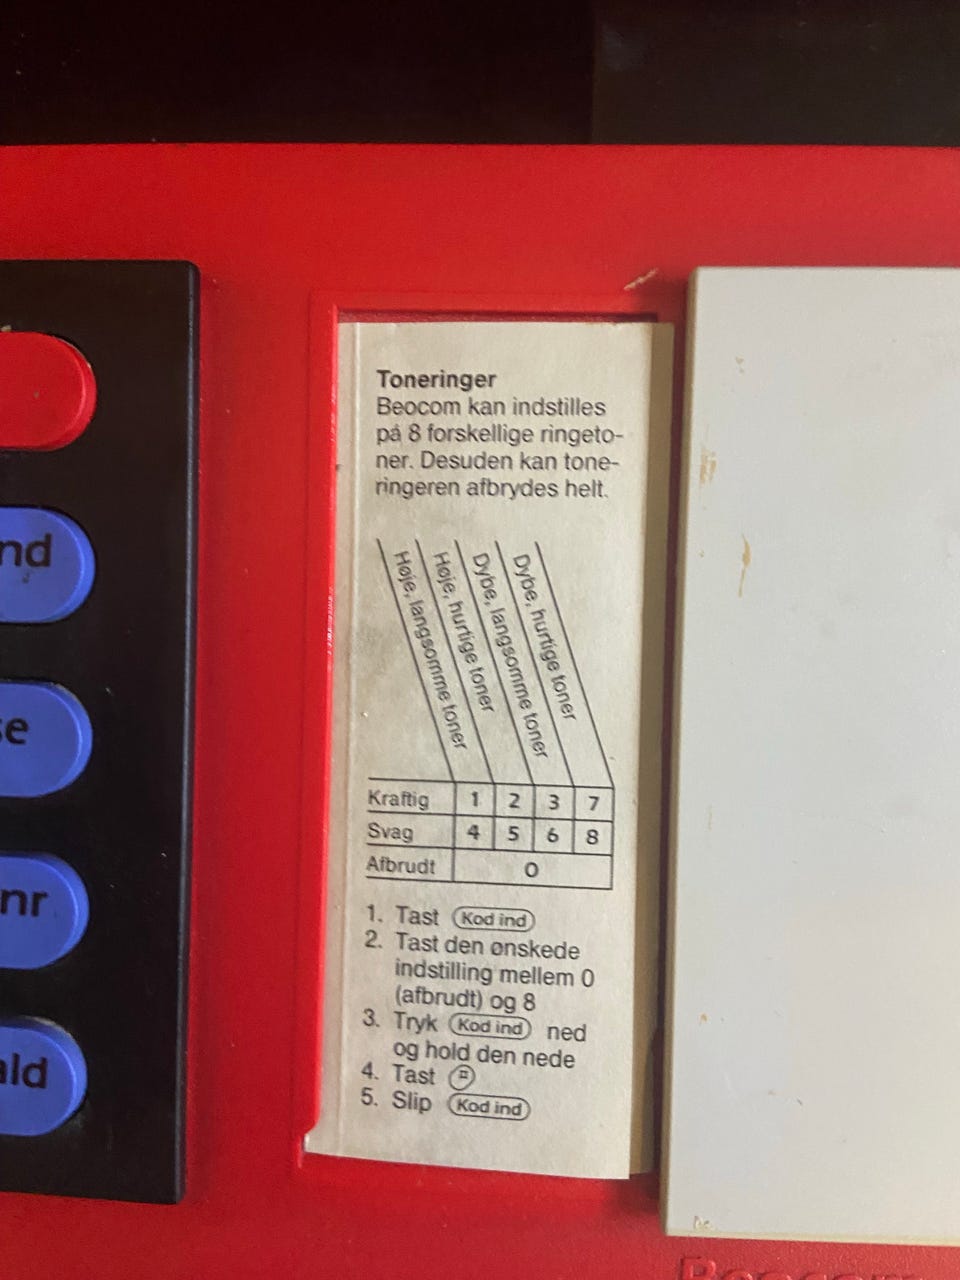 Toneringer
Beocom kan indstilles
på 8 forskellige ringeto-
ner. Desuden kan tone-
ringeren afbrydes helt.
Høje, langsomme toner
Høje, hurtige toner
Dybe, langsomme toner
Dybe, hurtige toner
Kraftig 1 2 3 7
Svag 4 5 6 8
Afbrudt 0
1. Tast Kod ind
2. Tast den ønskede
indstilling mellem 0
(afbrudt) og 8
3. Tryk Kod ind ned
og hold den nede
4. Tast ⌗
5. Slip Kod ind
nd
se
nr
ald